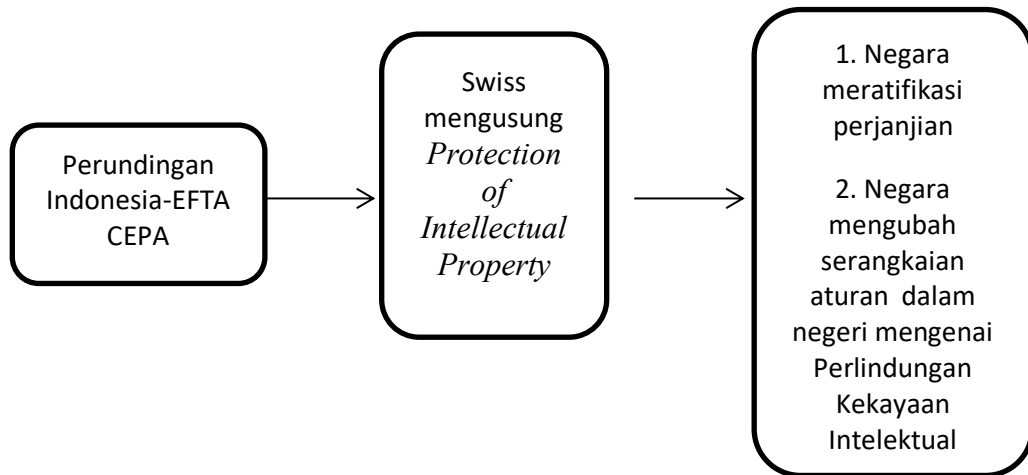 Perundingan
Indonesia-EFTA
CEPA
Swiss
mengusung
Protection
of
Intellectual
Property
1. Negara
meratifikasi
perjanjian
2. Negara
mengubah
serangkaian
aturan dalam
negeri mengenai
Perlindungan
Kekayaan
Intelektual